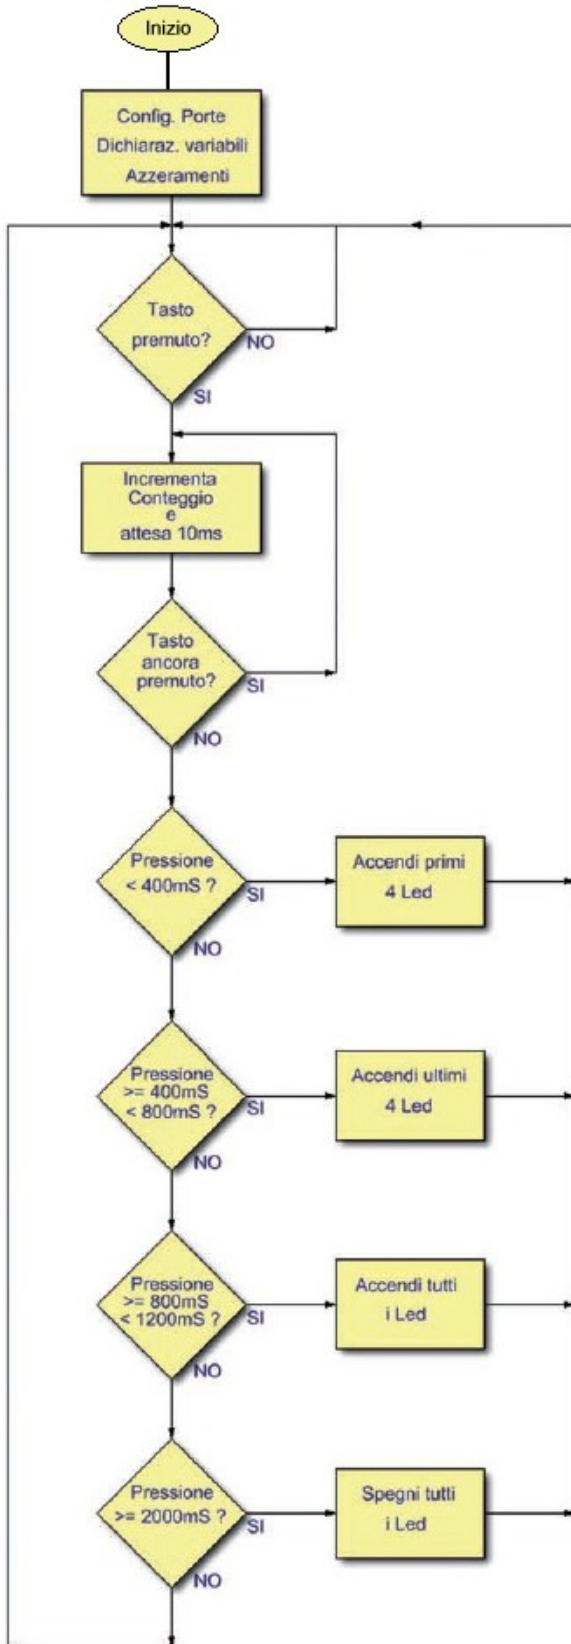 Inizio
Config. Porte
Dichiaraz. variabili
Azzeramenti
Tasto
premuto?
NO
SI
Incrementa
Conteggio
e
attesa 10ms
Tasto
ancora
premuto?
SI
NO
Pressione
< 400mS ?
SI
NO
Accendi primi
4 Led
Pressione
>= 400mS
< 800mS ?
SI
NO
Accendi ultimi
4 Led
Pressione
>= 800mS
< 1200mS ?
SI
NO
Accendi tutti
i Led
Pressione
>= 2000mS ?
SI
NO
Spegni tutti
i Led